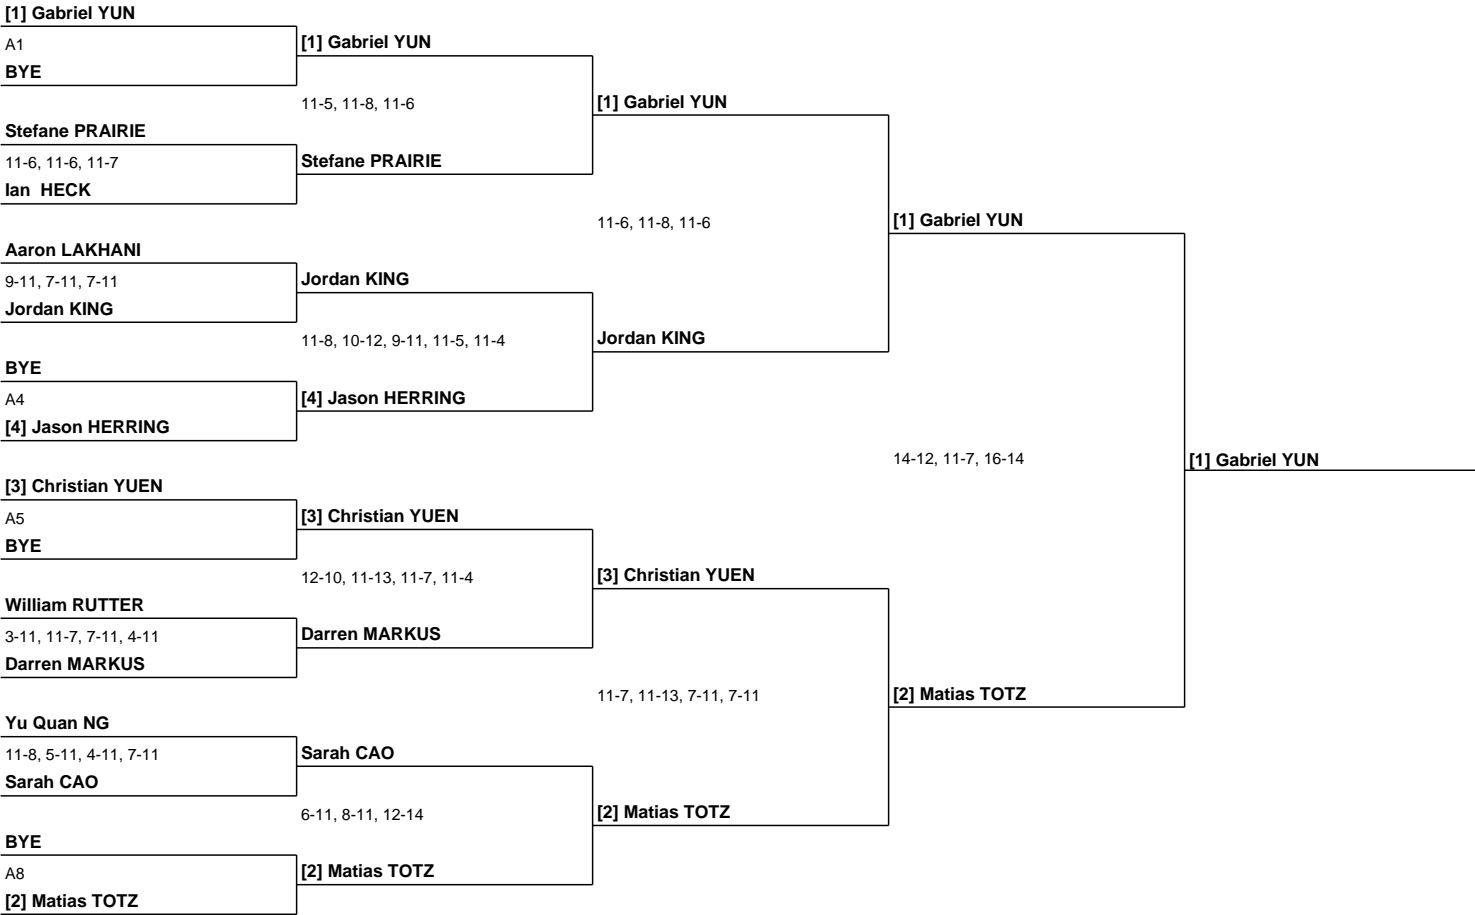 [1] Gabriel YUN
A1
BYE
Stefane PRAIRIE
11-6, 11-6, 11-7
Ian  HECK
Aaron LAKHANI
9-11, 7-11, 7-11
Jordan KING
BYE
A4
[4] Jason HERRING
[3] Christian YUEN
A5
BYE
William RUTTER
3-11, 11-7, 7-11, 4-11
Darren MARKUS
Yu Quan NG
11-8, 5-11, 4-11, 7-11
Sarah CAO
BYE
A8
[2] Matias TOTZ
[1] Gabriel YUN
11-5, 11-8, 11-6
Stefane PRAIRIE
Jordan KING
11-8, 10-12, 9-11, 11-5, 11-4
[4] Jason HERRING
[3] Christian YUEN
12-10, 11-13, 11-7, 11-4
Darren MARKUS
Sarah CAO
6-11, 8-11, 12-14
[2] Matias TOTZ
[1] Gabriel YUN
11-6, 11-8, 11-6
Jordan KING
[3] Christian YUEN
11-7, 11-13, 7-11, 7-11
[2] Matias TOTZ
[1] Gabriel YUN
14-12, 11-7, 16-14
[2] Matias TOTZ
[1] Gabriel YUN